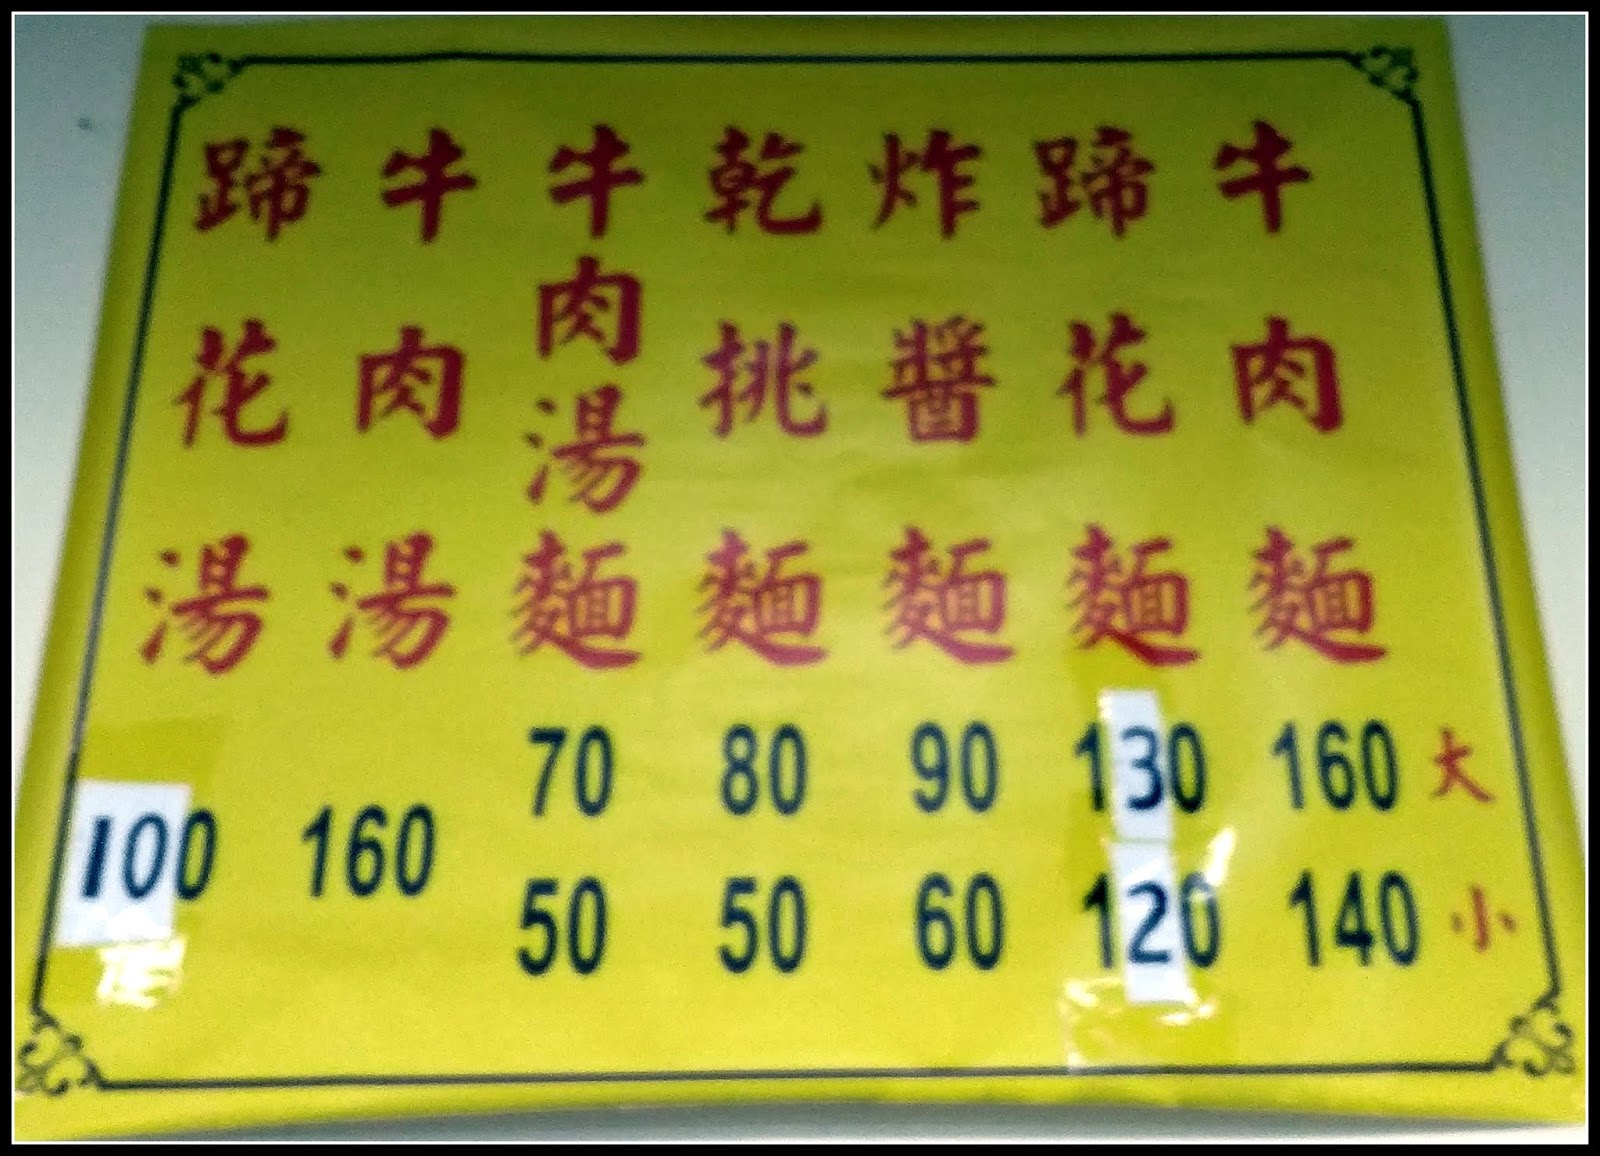 牛肉麵 160 140
蹄花麵 130 120
炸醬麵 90 60
乾挑麵 80 50
牛肉湯麵 70 50
牛肉湯 160
蹄花湯 100
大
小